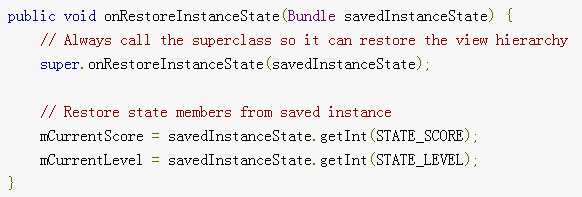 public void onRestoreInstanceState(Bundle savedInstanceState) {
    // Always call the superclass so it can restore the view hierarchy
    super.onRestoreInstanceState(savedInstanceState);

    // Restore state members from saved instance
    mCurrentScore = savedInstanceState.getInt(STATE_SCORE);
    mCurrentLevel = savedInstanceState.getInt(STATE_LEVEL);
}